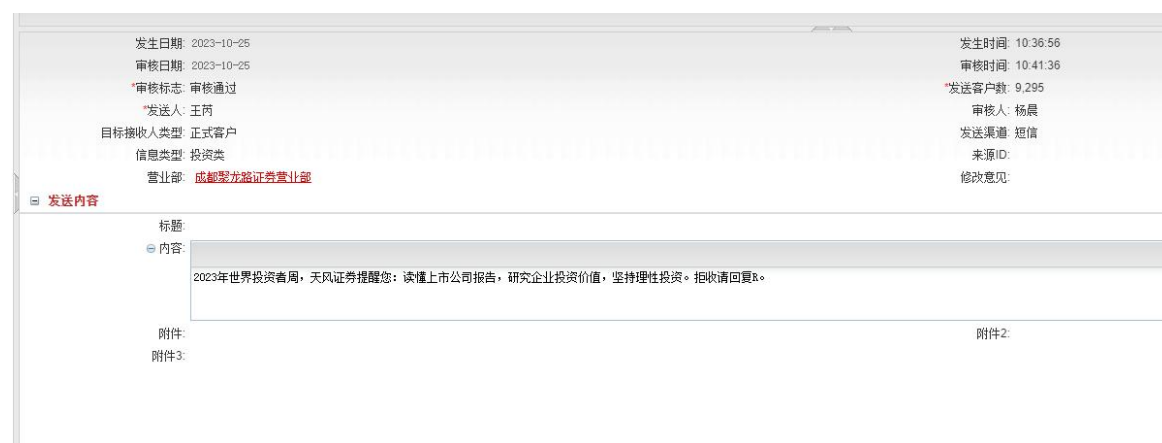 发生日期: 2023-10-25 发生时间: 10:36:56
审核日期: 2023-10-25 审核时间: 10:41:36
*审核标志: 审核通过 *发送客户数: 9,295
*发送人: 王芮 审核人: 杨晨
目标接收人类型: 正式客户 发送渠道: 短信
信息类型: 投资类 来源ID:
营业部: 成都聚龙路证券营业部 修改意见:
发送内容
标题:
内容:
2023年世界投资者周，天风证券提醒您：读懂上市公司报告，研究企业投资价值，坚持理性投资。拒收请回复R。
附件: 附件2:
附件3: